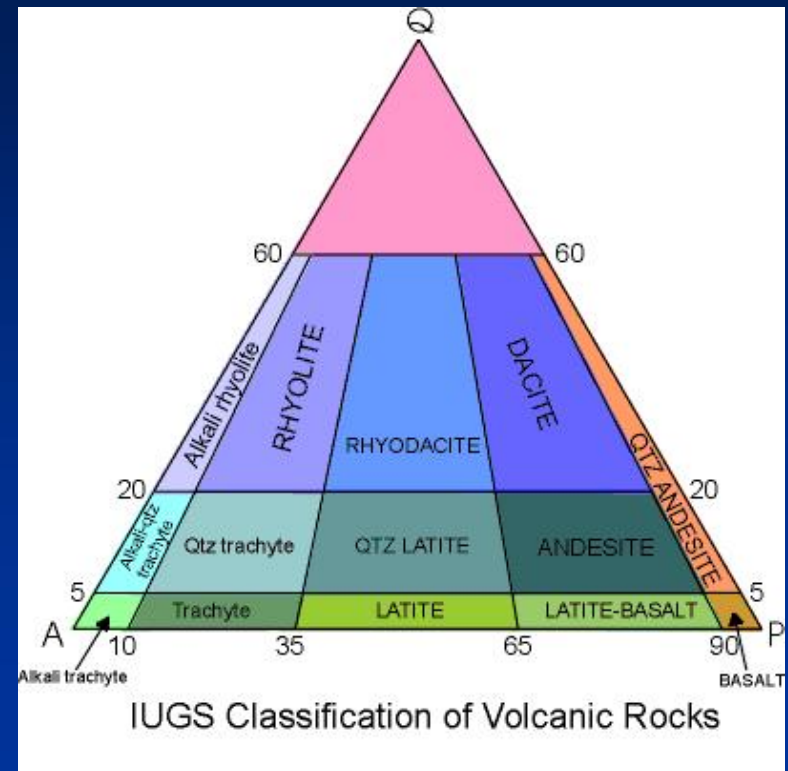 Q
60
60
Alkali rhyolite
RHYOLITE
RHYODACITE
DACITE
QTZ ANDESITE
20
20
Alkali-qtz
trachyte
Qtz trachyte
QTZ LATITE
ANDESITE
5
5
A
Trachyte
LATITE
LATITE-BASALT
P
10
35
65
90
Alkali trachyte
BASALT
IUGS Classification of Volcanic Rocks